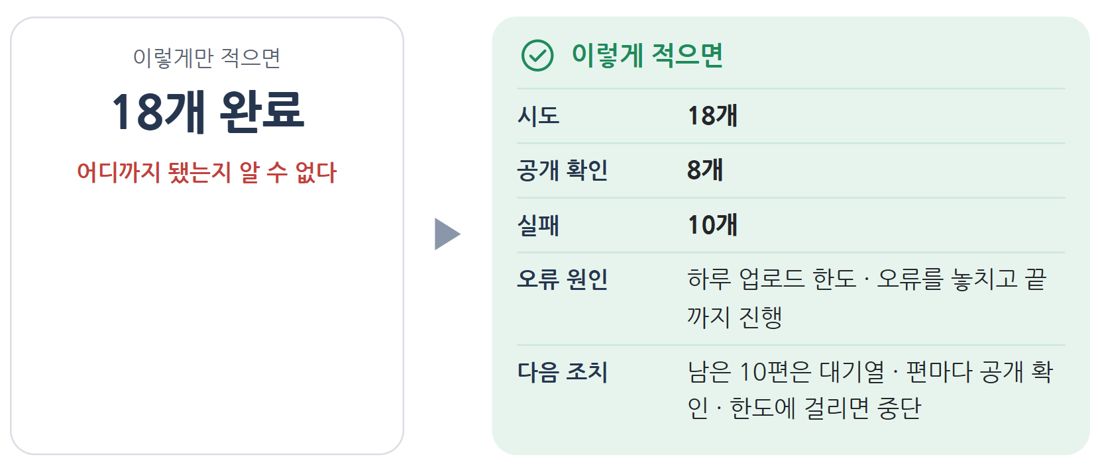 이렇게만 적으면
18개 완료
어디까지 됐는지 알 수 없다
이렇게 적으면
시도 18개
공개 확인 8개
실패 10개
오류 원인 하루 업로드 한도 · 오류를 놓치고 끝
까지 진행
다음 조치 남은 10편은 대기열 · 편마다 공개 확
인 · 한도에 걸리면 중단